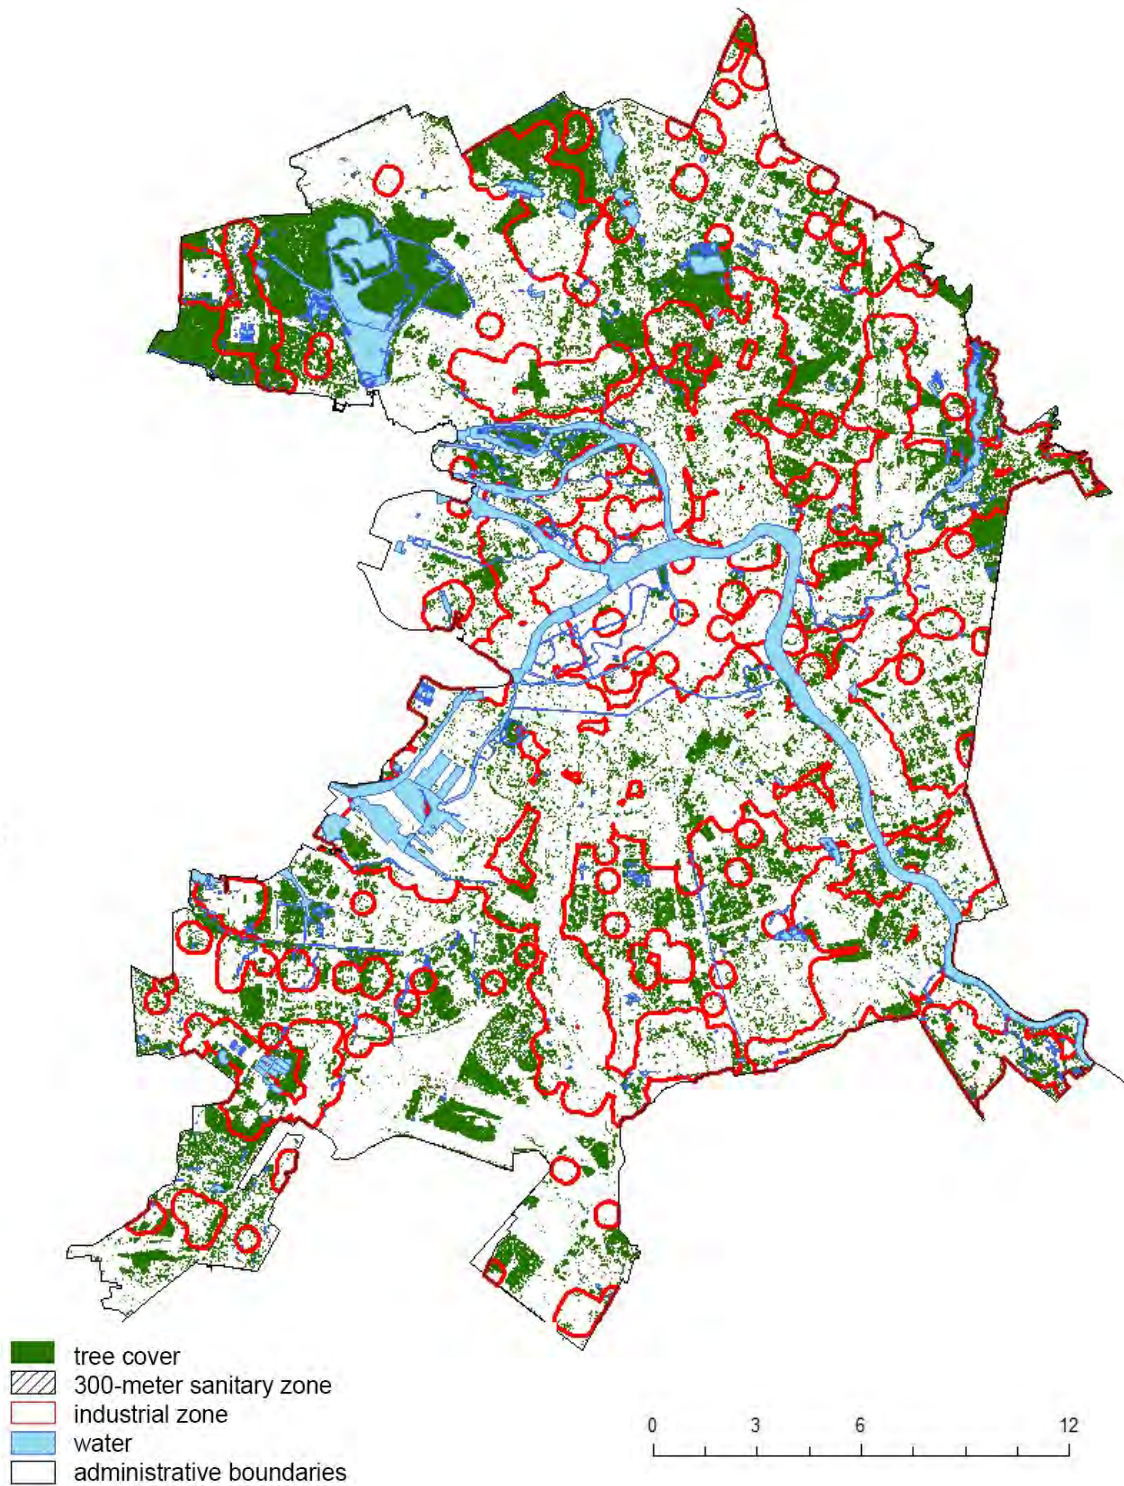 tree cover
300-meter sanitary zone
industrial zone
water
administrative boundaries
0 3 6 12